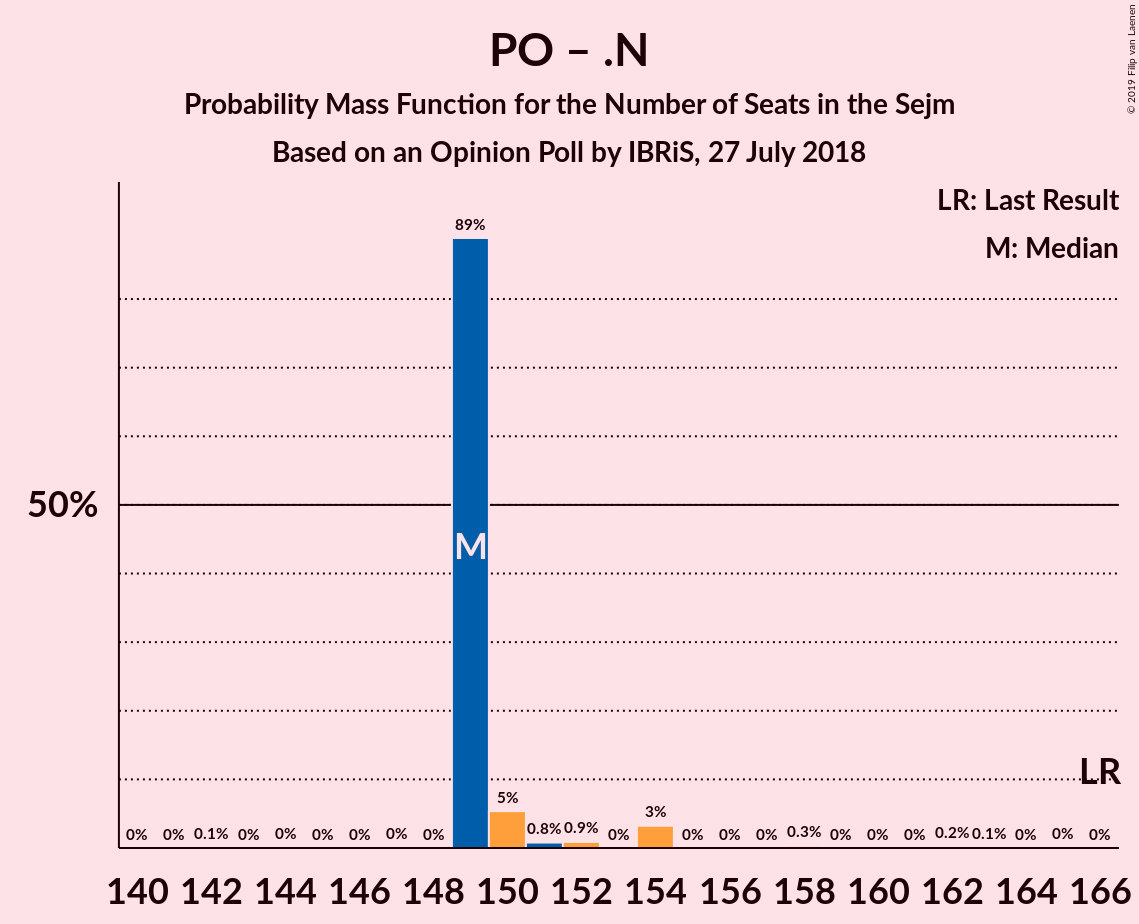 PO – .N
Probability Mass Function for the Number of Seats in the Sejm
Based on an Opinion Poll by IBRiS, 27 July 2018
© 2019 Filip van Laenen
LR: Last Result
M: Median
89%
50%
M
LR
0% 0% 0.1% 0% 0% 0% 0% 0% 0% 5% 0.8% 0.9% 0% 3% 0% 0% 0% 0.3% 0% 0% 0% 0.2% 0.1% 0% 0% 0%
140 142 144 146 148 150 152 154 156 158 160 162 164 166